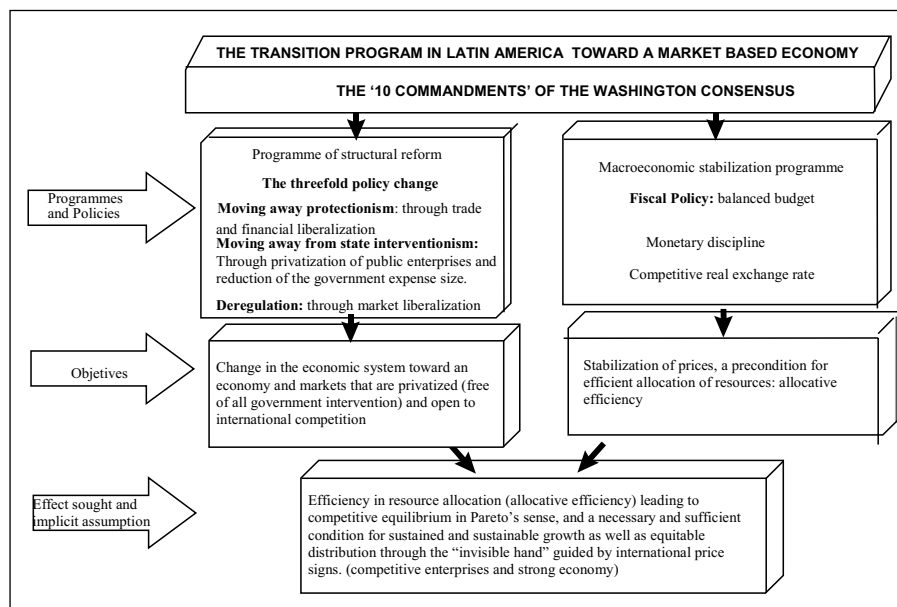 THE TRANSITION PROGRAM IN LATIN AMERICA TOWARD A MARKET BASED ECONOMY
THE ‘10 COMMANDMENTS’ OF THE WASHINGTON CONSENSUS
Programmes
and Policies
Programme of structural reform
The threefold policy change
Moving away protectionism: through trade
and financial liberalization
Moving away from state interventionism:
Through privatization of public enterprises and
reduction of the government expense size.
Deregulation: through market liberalization
Macroeconomic stabilization programme
Fiscal Policy: balanced budget
Monetary discipline
Competitive real exchange rate
Objetives
Change in the economic system toward an
economy and markets that are privatized (free
of all government intervention) and open to
international competition
Stabilization of prices, a precondition for
efficient allocation of resources: allocative
efficiency
Effect sought and
implicit assumption
Efficiency in resource allocation (allocative efficiency) leading to
competitive equilibrium in Pareto’s sense, and a necessary and sufficient
condition for sustained and sustainable growth as well as equitable
distribution through the “invisible hand” guided by international price
signs. (competitive enterprises and strong economy)